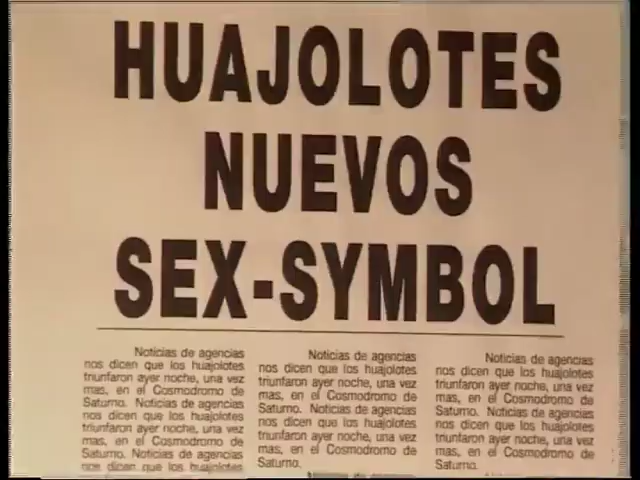 HUAJOLOTES
NUEVOS
SEX-SYMBOL
Noticias de agencias
nos dicen que los huajolotes
triunfaron ayer noche, una vez
mas, en el Cosmodromo de
Saturno. Noticias de agencias
nos dicen que los huajolotes
triunfaron ayer noche, una vez
mas, en el Cosmodromo de
Saturno. Noticias de agencias
nos dicen que los huajolotes
Noticias de agencias
nos dicen que los huajolotes
triunfaron ayer noche, una vez
mas, en el Cosmodromo de
Saturno. Noticias de agencias
nos dicen que los huajolotes
triunfaron ayer noche, una vez
mas, en el Cosmodromo de
Saturno.
Noticias de agencias
nos dicen que los huajolotes
triunfaron ayer noche, una vez
mas, en el Cosmodromo de
Saturno. Noticias de agencias
nos dicen que los huajolotes
triunfaron ayer noche, una vez
mas, en el Cosmodromo de
Saturno.